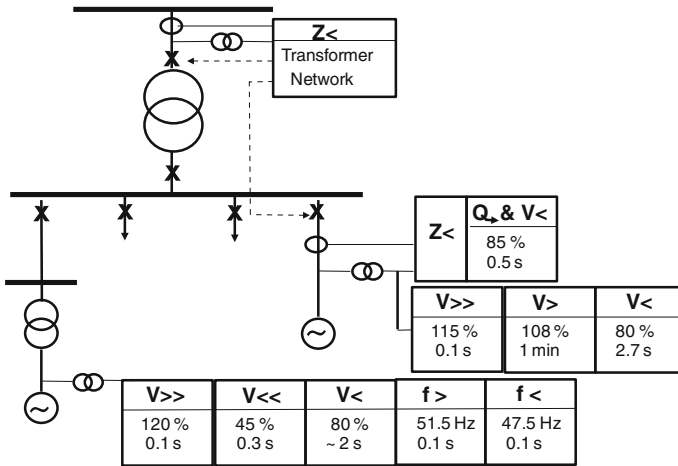 Z<
Transformer
Network
Z<
Q→ & V<
85 %
0.5 s
V>>
V>
V<
115 %
108 %
80 %
0.1 s
1 min
2.7 s
V>>
V<<
V<
f >
f <
120 %
45 %
80 %
51.5 Hz
47.5 Hz
0.1 s
0.3 s
~ 2 s
0.1 s
0.1 s
~
~